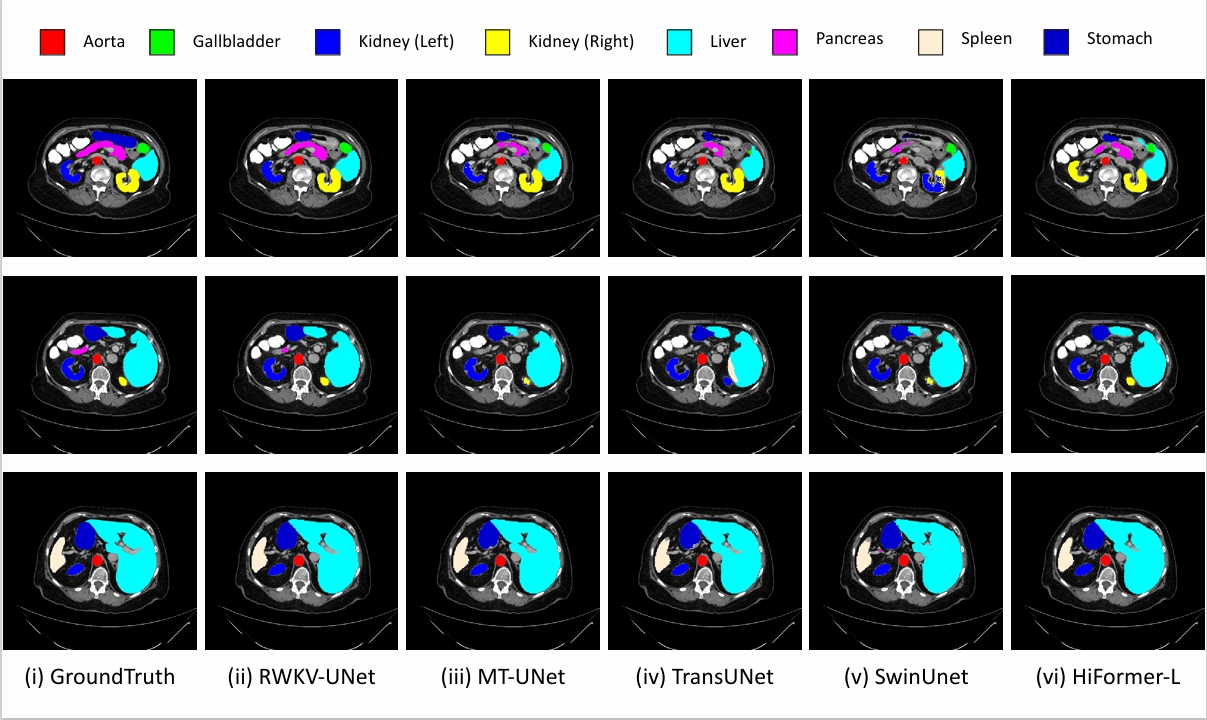 Aorta Gallbladder Kidney (Left) Kidney (Right) Liver Pancreas Spleen Stomach
(i) GroundTruth (ii) RWKV-UNet (iii) MT-UNet (iv) TransUNet (v) SwinUnet (vi) HiFormer-L